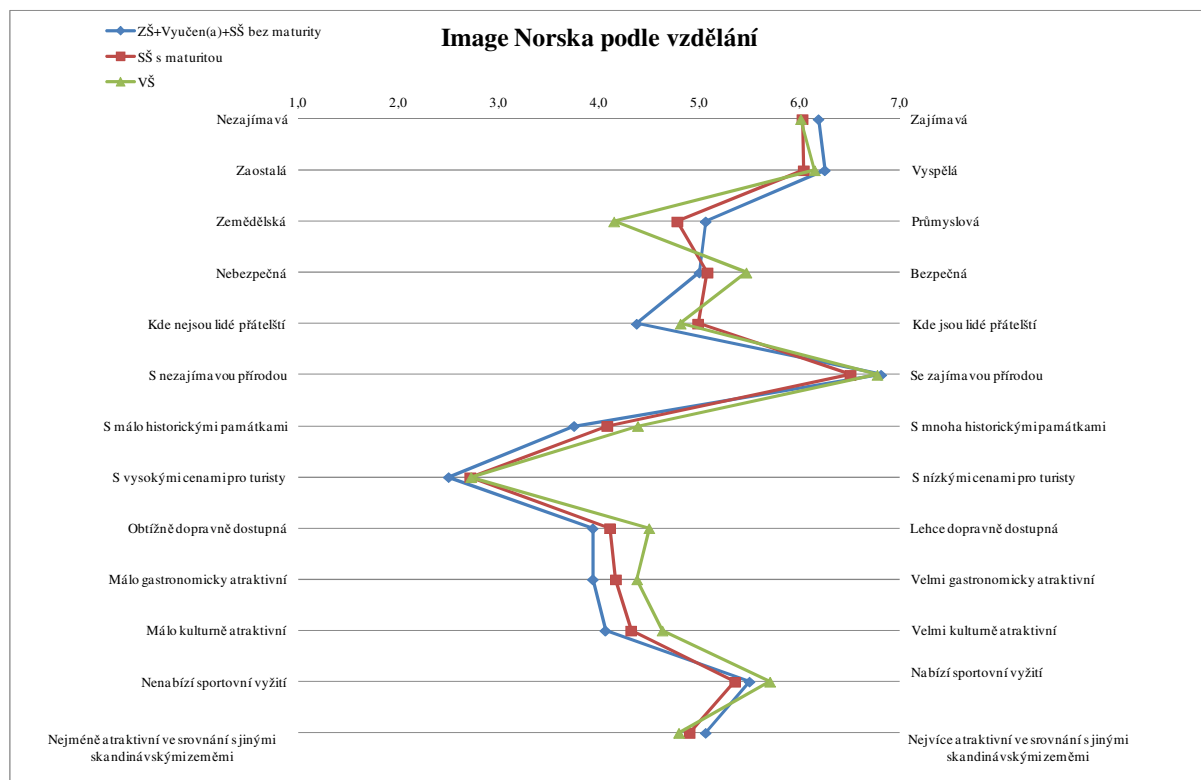 Image Norska podle vzdělání
ZŠ+Vyučen(a)+SŠ bez maturity
SŠ s maturitou
VŠ
1,0 2,0 3,0 4,0 5,0 6,0 7,0
Nezajímavá Zajímavá
Zaostalá Vyspělá
Zemědělská Průmyslová
Nebezpečná Bezpečná
Kde nejsou lidé přátelští Kde jsou lidé přátelští
S nezajímavou přírodou Se zajímavou přírodou
S málo historickými památkami S mnoha historickými památkami
S vysokými cenami pro turisty S nízkými cenami pro turisty
Obtížně dopravně dostupná Lehce dopravně dostupná
Málo gastronomicky atraktivní Velmi gastronomicky atraktivní
Málo kulturně atraktivní Velmi kulturně atraktivní
Nenabízí sportovní vyžití Nabízí sportovní vyžití
Nejméně atraktivní ve srovnání s jinými
skandinávskými zeměmi
Nejvíce atraktivní ve srovnání s jinými
skandinávskými zeměmi